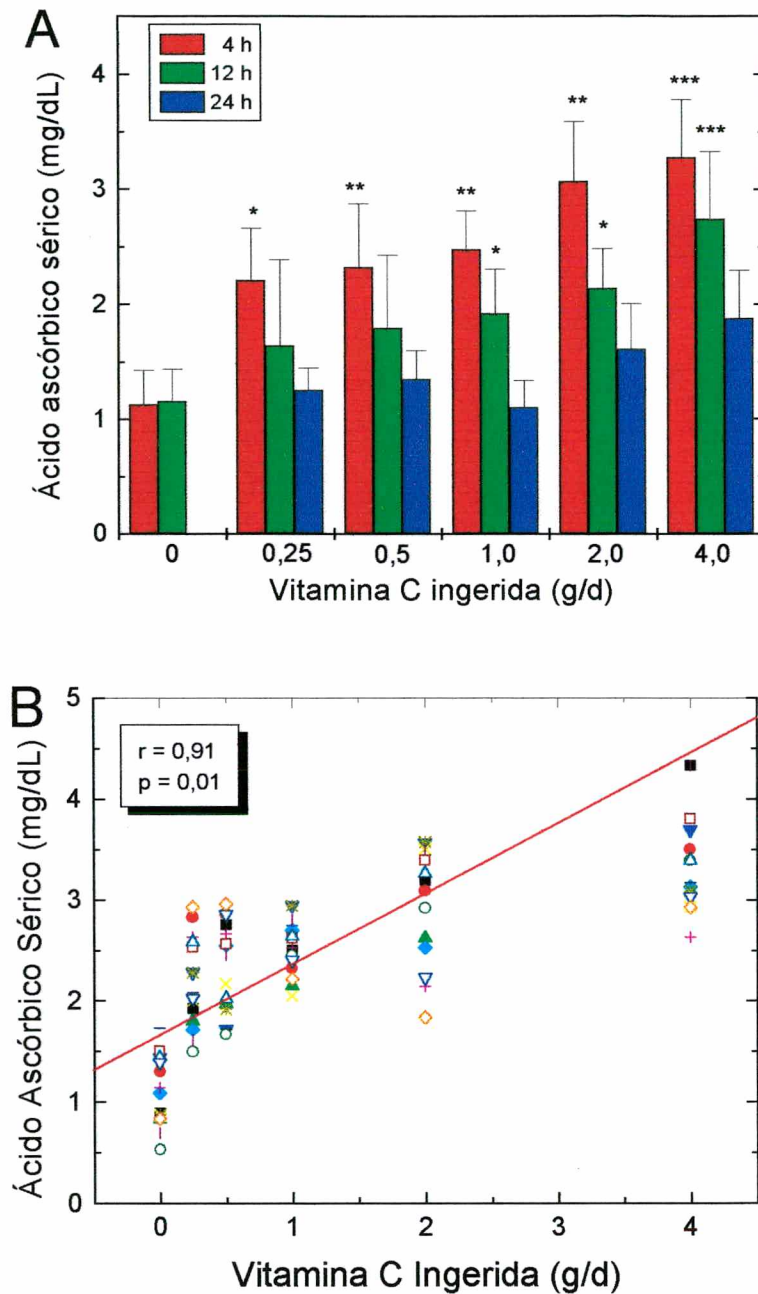 A
4 h
12 h
24 h
Ácido ascórbico sérico (mg/dL)
4
3
2
1
0
*
**
**
*
**
*
***
***
0
0,25
0,5
1,0
2,0
4,0
Vitamina C ingerida (g/d)
B
r = 0,91
p = 0,01
Ácido Ascórbico Sérico (mg/dL)
5
4
3
2
1
0
0
1
2
3
4
Vitamina C Ingerida (g/d)